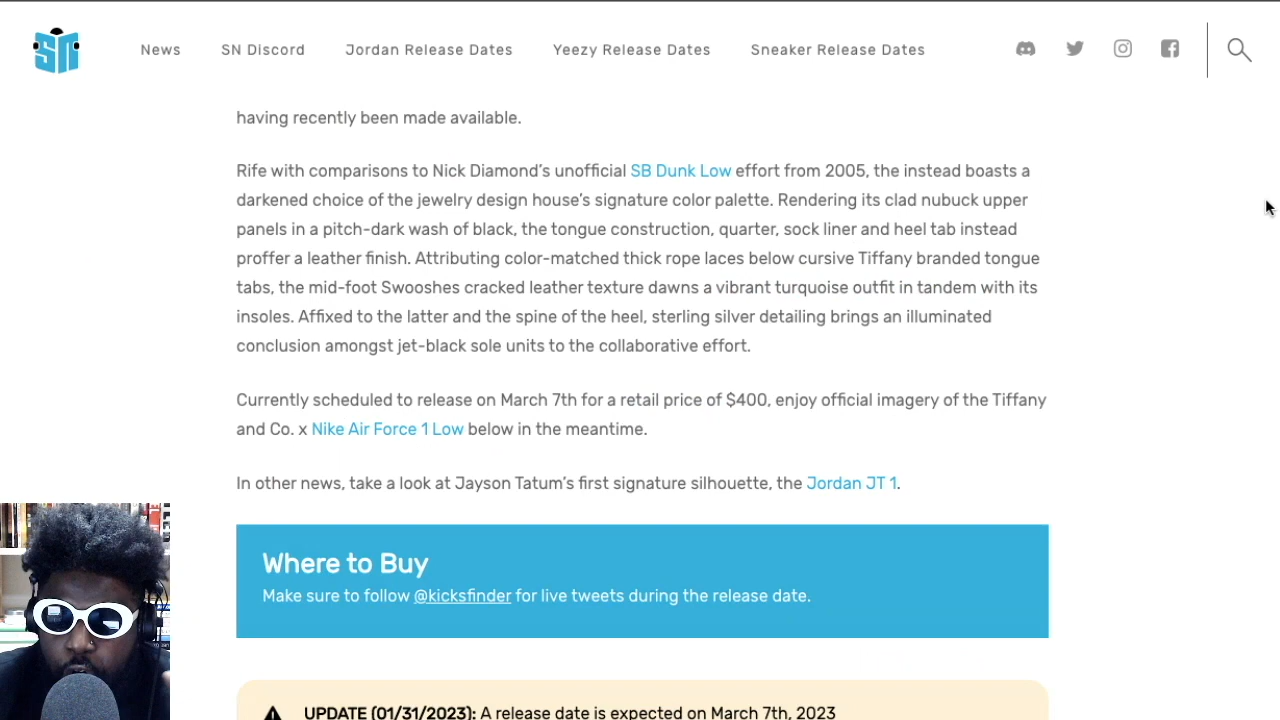 SN
News
SN Discord
Jordan Release Dates
Yeezy Release Dates
Sneaker Release Dates
having recently been made available.
Rife with comparisons to Nick Diamond’s unofficial SB Dunk Low effort from 2005, the instead boasts a
darkened choice of the jewelry design house’s signature color palette. Rendering its clad nubuck upper
panels in a pitch-dark wash of black, the tongue construction, quarter, sock liner and heel tab instead
proffer a leather finish. Attributing color-matched thick rope laces below cursive Tiffany branded tongue
tabs, the mid-foot Swooshes cracked leather texture dawns a vibrant turquoise outfit in tandem with its
insoles. Affixed to the latter and the spine of the heel, sterling silver detailing brings an illuminated
conclusion amongst jet-black sole units to the collaborative effort.
Currently scheduled to release on March 7th for a retail price of $400, enjoy official imagery of the Tiffany
and Co. x Nike Air Force 1 Low below in the meantime.
In other news, take a look at Jayson Tatum’s first signature silhouette, the Jordan JT 1.
Where to Buy
Make sure to follow @kicksfinder for live tweets during the release date.
UPDATE (01/31/2023): A release date is expected on March 7th, 2023